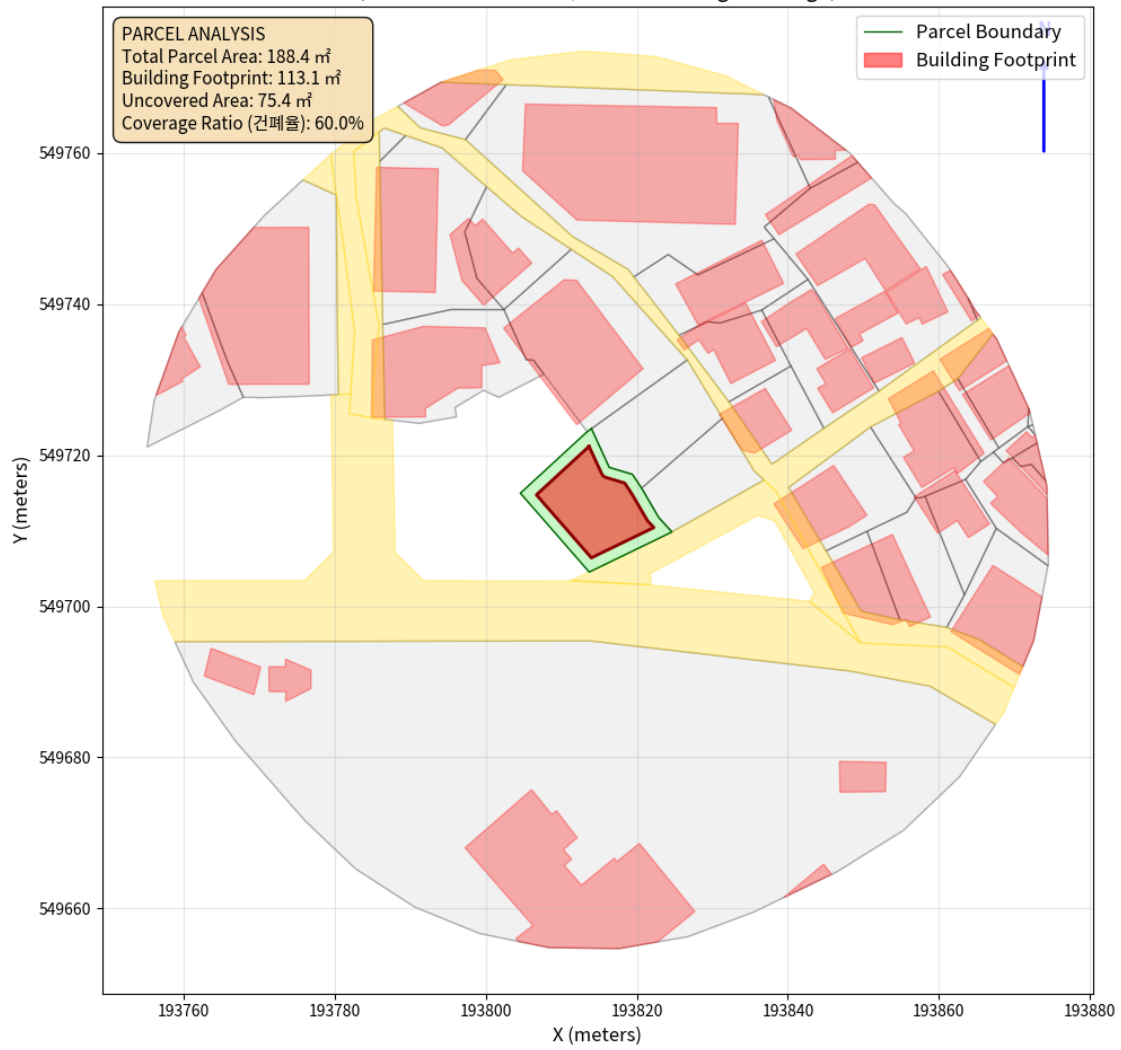 PARCEL ANALYSIS
Total Parcel Area: 188.4 ㎡
Building Footprint: 113.1 ㎡
Uncovered Area: 75.4 ㎡
Coverage Ratio (건폐율): 60.0%
Parcel Boundary
Building Footprint
N
549760
549740
549720
549700
549680
549660
Y (meters)
193760
193780
193800
193820
193840
193860
193880
X (meters)